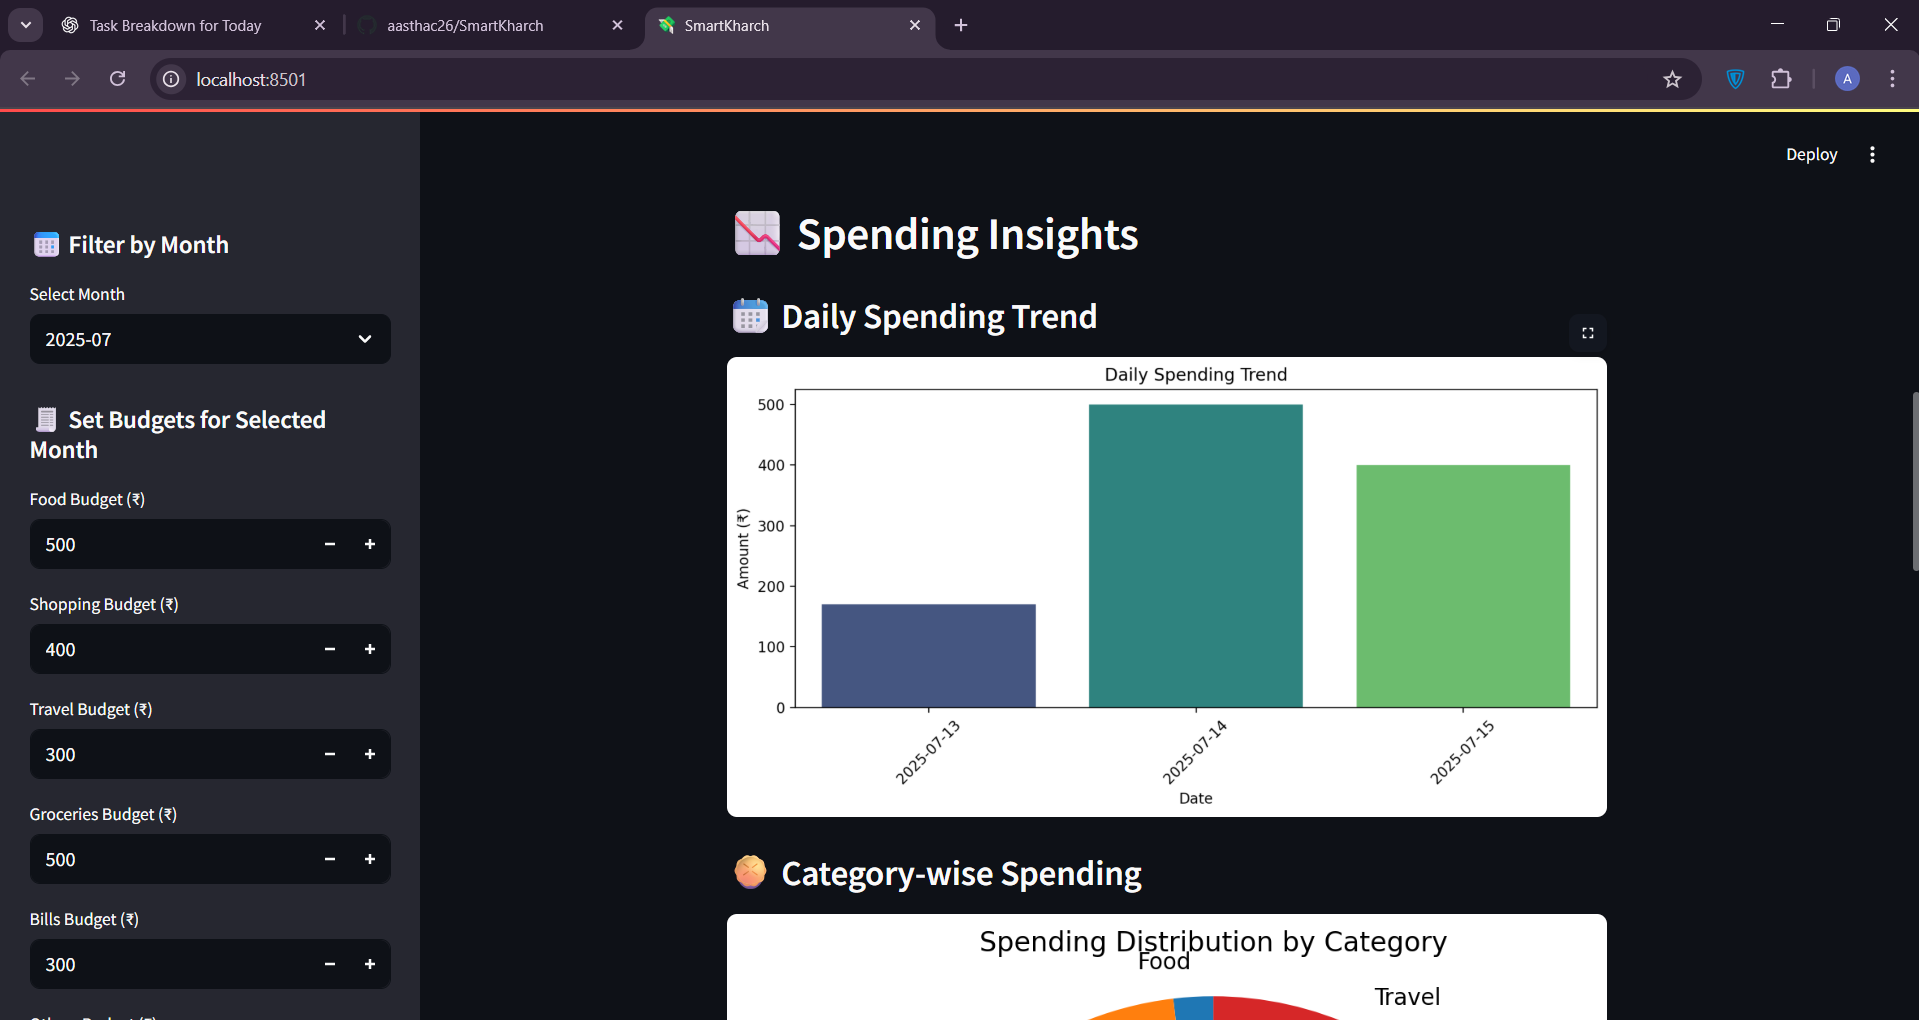 Task Breakdown for Today
aasthac26/SmartKharch
SmartKharch
localhost:8501
A
Deploy
Filter by Month
Select Month
2025-07
Set Budgets for Selected
Month
Food Budget (₹)
500
Shopping Budget (₹)
400
Travel Budget (₹)
300
Groceries Budget (₹)
500
Bills Budget (₹)
300
Spending Insights
Daily Spending Trend
Daily Spending Trend
500
400
300
200
100
0
Amount (₹)
2025-07-13
2025-07-14
2025-07-15
Date
Category-wise Spending
Spending Distribution by Category
Food
Travel